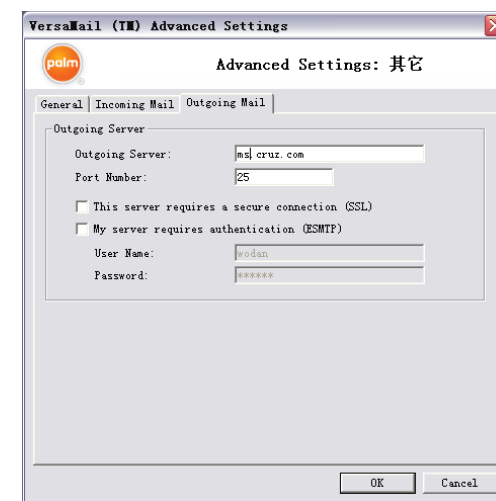 VersaMail (TM) Advanced Settings
palm
Advanced Settings: 其它
General Incoming Mail Outgoing Mail
Outgoing Server
Outgoing Server: ms.cruz.com
Port Number: 25
This server requires a secure connection (SSL)
My server requires authentication (ESMTP)
User Name: wodan
Password: ******
OK Cancel